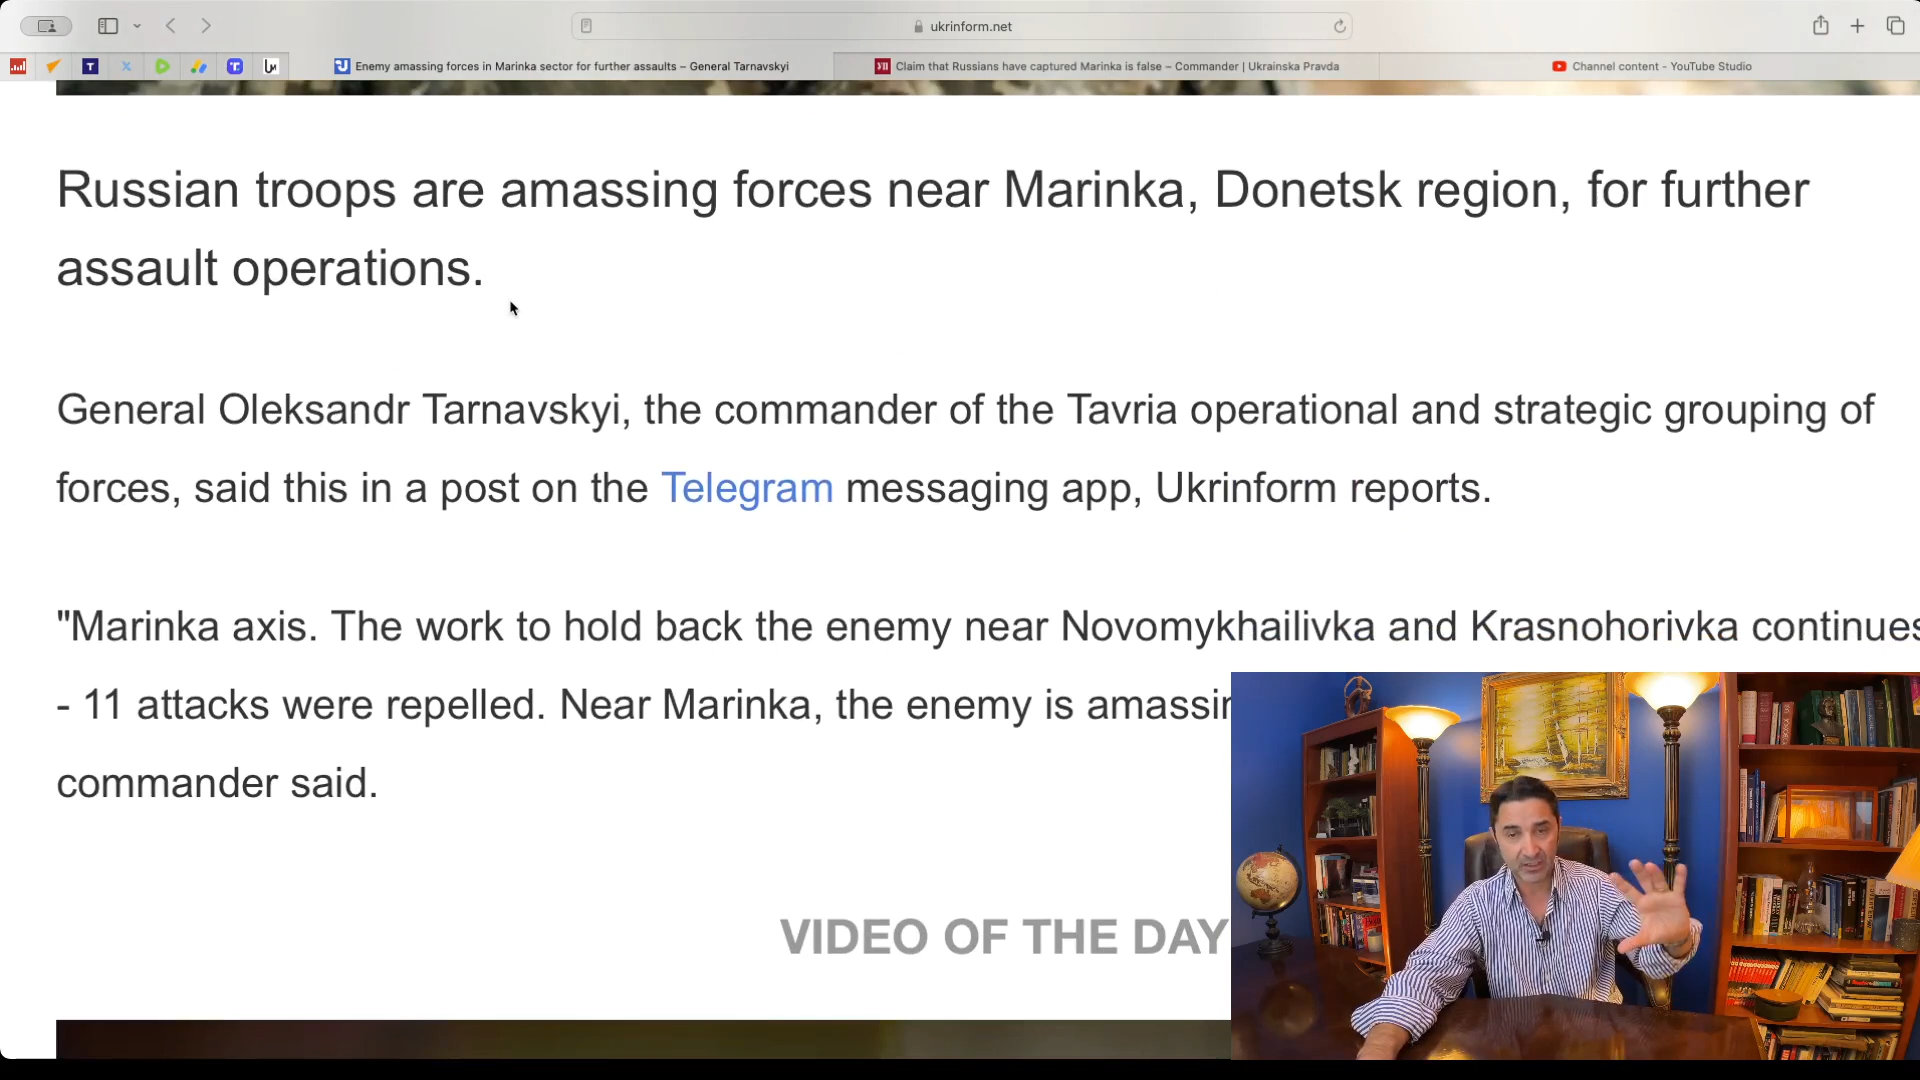 ukrinform.net
Enemy amassing forces in Marinka sector for further assaults – General Tarnavskyi
Claim that Russians have captured Marinka is false – Commander | Ukrainska Pravda
Channel content - YouTube Studio
Russian troops are amassing forces near Marinka, Donetsk region, for further
assault operations.
General Oleksandr Tarnavskyi, the commander of the Tavria operational and strategic grouping of
forces, said this in a post on the Telegram messaging app, Ukrinform reports.
"Marinka axis. The work to hold back the enemy near Novomykhailivka and Krasnohorivka continues
- 11 attacks were repelled. Near Marinka, the enemy is amassin
commander said.
VIDEO OF THE DAY